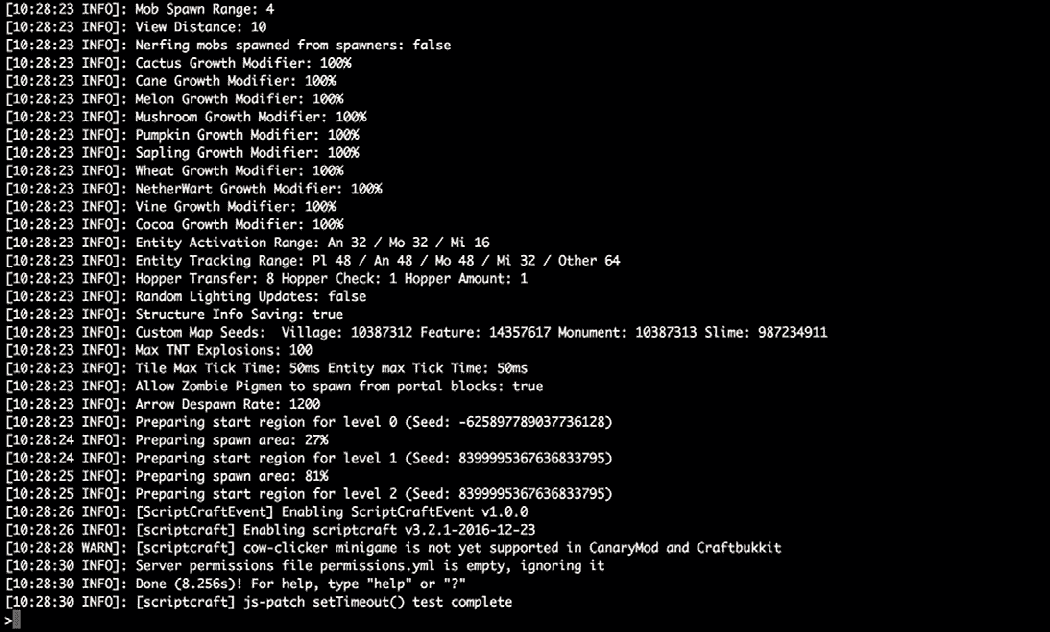 [10:28:23 INFO]: Mob Spawn Range: 4
[10:28:23 INFO]: View Distance: 10
[10:28:23 INFO]: Nerfing mobs spawned from spawners: false
[10:28:23 INFO]: Cactus Growth Modifier: 100%
[10:28:23 INFO]: Cane Growth Modifier: 100%
[10:28:23 INFO]: Melon Growth Modifier: 100%
[10:28:23 INFO]: Mushroom Growth Modifier: 100%
[10:28:23 INFO]: Pumpkin Growth Modifier: 100%
[10:28:23 INFO]: Sapling Growth Modifier: 100%
[10:28:23 INFO]: Wheat Growth Modifier: 100%
[10:28:23 INFO]: NetherWart Growth Modifier: 100%
[10:28:23 INFO]: Vine Growth Modifier: 100%
[10:28:23 INFO]: Cocoa Growth Modifier: 100%
[10:28:23 INFO]: Entity Activation Range: An 32 / Mo 32 / Mi 16
[10:28:23 INFO]: Entity Tracking Range: Pl 48 / An 48 / Mo 48 / Mi 32 / Other 64
[10:28:23 INFO]: Hopper Transfer: 8 Hopper Check: 1 Hopper Amount: 1
[10:28:23 INFO]: Random Lighting Updates: false
[10:28:23 INFO]: Structure Info Saving: true
[10:28:23 INFO]: Custom Map Seeds:  Village: 10387312 Feature: 14357617 Monument: 10387313 Slime: 987234911
[10:28:23 INFO]: Max TNT Explosions: 100
[10:28:23 INFO]: Tile Max Tick Time: 50ms Entity max Tick Time: 50ms
[10:28:23 INFO]: Allow Zombie Pigmen to spawn from portal blocks: true
[10:28:23 INFO]: Arrow Despawn Rate: 1200
[10:28:23 INFO]: Preparing start region for level 0 (Seed: -625897789037736128)
[10:28:24 INFO]: Preparing spawn area: 27%
[10:28:24 INFO]: Preparing start region for level 1 (Seed: 8399995367636833795)
[10:28:25 INFO]: Preparing spawn area: 81%
[10:28:25 INFO]: Preparing start region for level 2 (Seed: 8399995367636833795)
[10:28:26 INFO]: [ScriptCraftEvent] Enabling ScriptCraftEvent v1.0.0
[10:28:26 INFO]: [scriptcraft] Enabling scriptcraft v3.2.1-2016-12-23
[10:28:28 WARN]: [scriptcraft] cow-clicker minigame is not yet supported in CanaryMod and Craftbukkit
[10:28:30 INFO]: Server permissions file permissions.yml is empty, ignoring it
[10:28:30 INFO]: Done (8.256s)! For help, type "help" or "?"
[10:28:30 INFO]: [scriptcraft] js-patch setTimeout() test complete
>